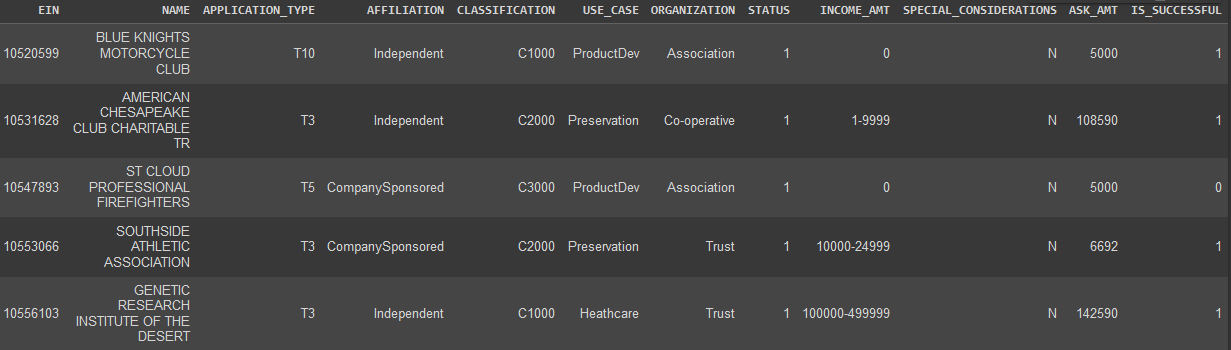 EIN NAME APPLICATION_TYPE AFFILIATION CLASSIFICATION USE_CASE ORGANIZATION STATUS INCOME_AMT SPECIAL_CONSIDERATIONS ASK_AMT IS_SUCCESSFUL
10520599 BLUE KNIGHTS MOTORCYCLE CLUB T10 Independent C1000 ProductDev Association 1 0 N 5000 1
10531628 AMERICAN CHESAPEAKE CLUB CHARITABLE TR T3 Independent C2000 Preservation Co-operative 1 1-9999 N 108590 1
10547893 ST CLOUD PROFESSIONAL FIREFIGHTERS T5 CompanySponsored C3000 ProductDev Association 1 0 N 5000 0
10553066 SOUTHSIDE ATHLETIC ASSOCIATION T3 CompanySponsored C2000 Preservation Trust 1 10000-24999 N 6692 1
10556103 GENETIC RESEARCH INSTITUTE OF THE DESERT T3 Independent C1000 Heathcare Trust 1 100000-499999 N 142590 1